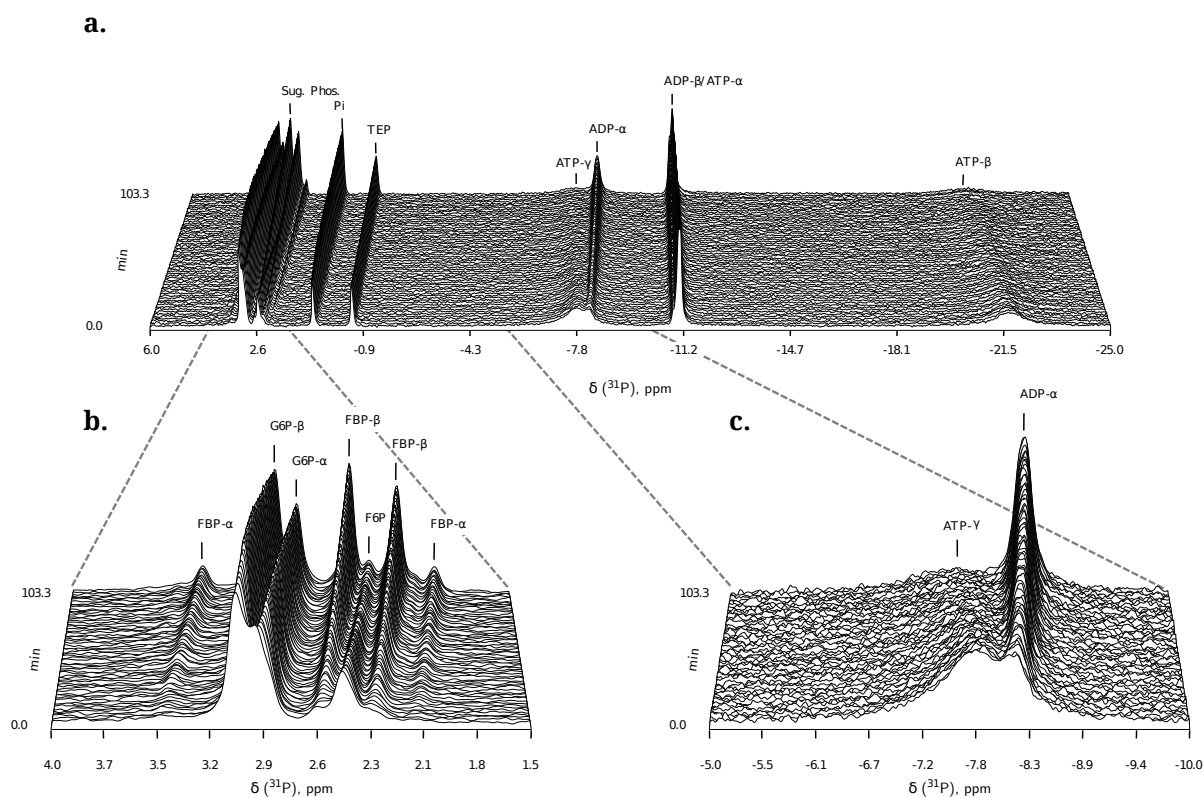 a.
Sug. Phos.
Pi
TEP
ATP-γ
ADP-α
ADP-β/ATP-α
ATP-β
103.3
min
0.0
6.0 2.6 -0.9 -4.3 -7.8 -11.2 -14.7 -18.1 -21.5 -25.0
δ (³¹P), ppm
b.
FBP-α
G6P-β
G6P-α
FBP-β
F6P
FBP-β
FBP-α
103.3
min
0.0
4.0 3.7 3.5 3.2 2.9 2.6 2.3 2.1 1.8 1.5
δ (³¹P), ppm
c.
ATP-γ
ADP-α
103.3
min
0.0
-5.0 -5.5 -6.1 -6.7 -7.2 -7.8 -8.3 -8.9 -9.4 -10.0
δ (³¹P), ppm